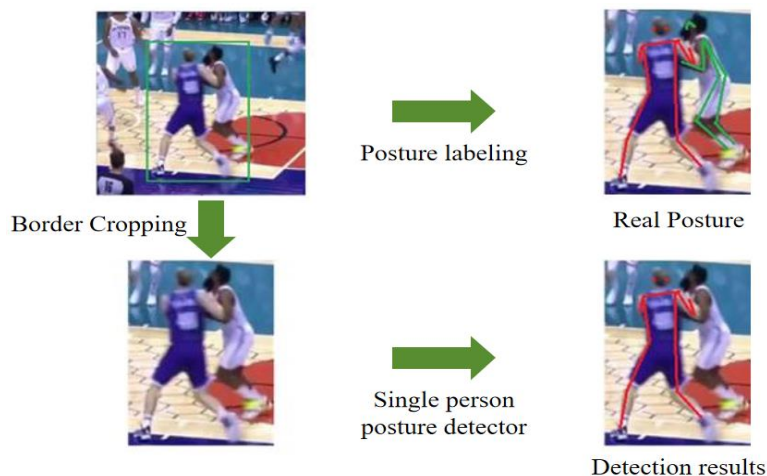 Posture labeling
Real Posture
Border Cropping
Single person
posture detector
Detection results